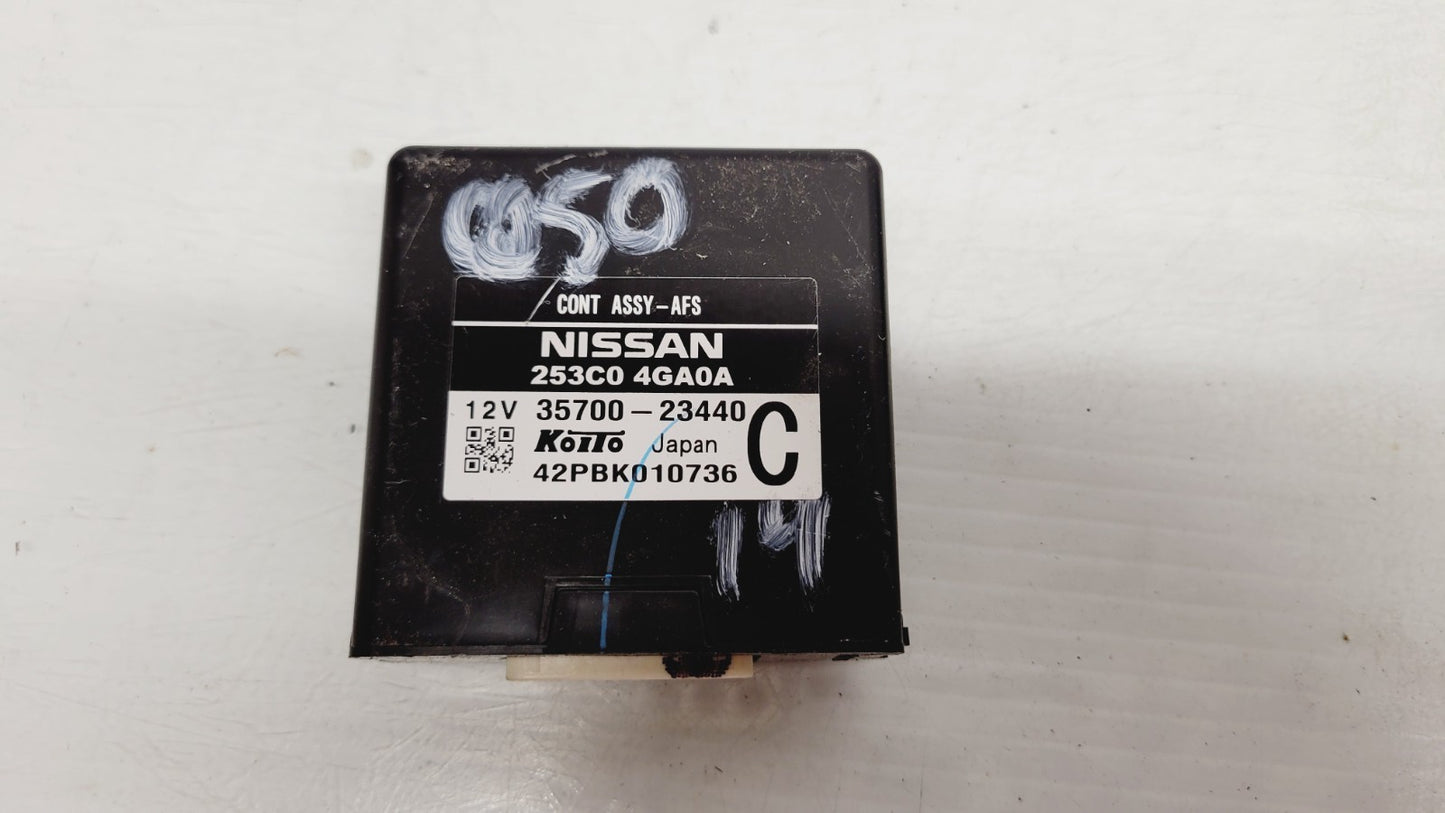 Q50
CONT ASSY-AFS
NISSAN
253C0 4GA0A
12V 35700-23440 C
KoiTo Japan
42PBK010736
14